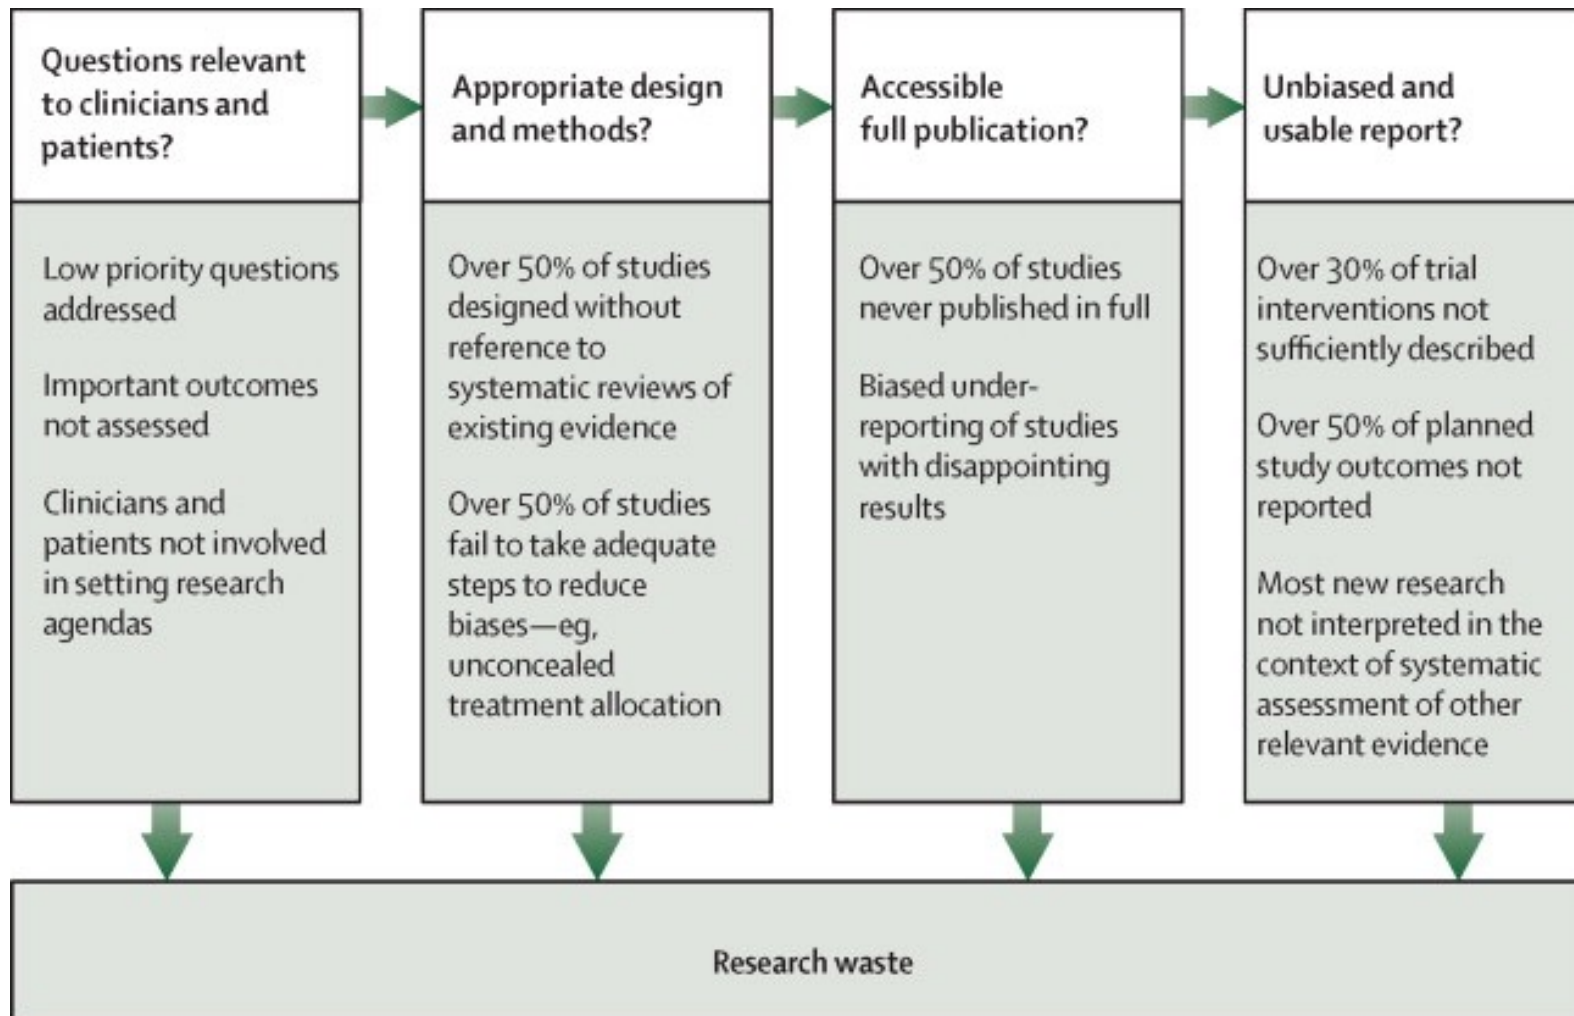 Questions relevant
to clinicians and
patients?
Low priority questions
addressed
Important outcomes
not assessed
Clinicians and
patients not involved
in setting research
agendas
Appropriate design
and methods?
Over 50% of studies
designed without
reference to
systematic reviews of
existing evidence
Over 50% of studies
fail to take adequate
steps to reduce
biases—eg,
unconcealed
treatment allocation
Accessible
full publication?
Over 50% of studies
never published in full
Biased under-
reporting of studies
with disappointing
results
Unbiased and
usable report?
Over 30% of trial
interventions not
sufficiently described
Over 50% of planned
study outcomes not
reported
Most new research
not interpreted in the
context of systematic
assessment of other
relevant evidence
Research waste